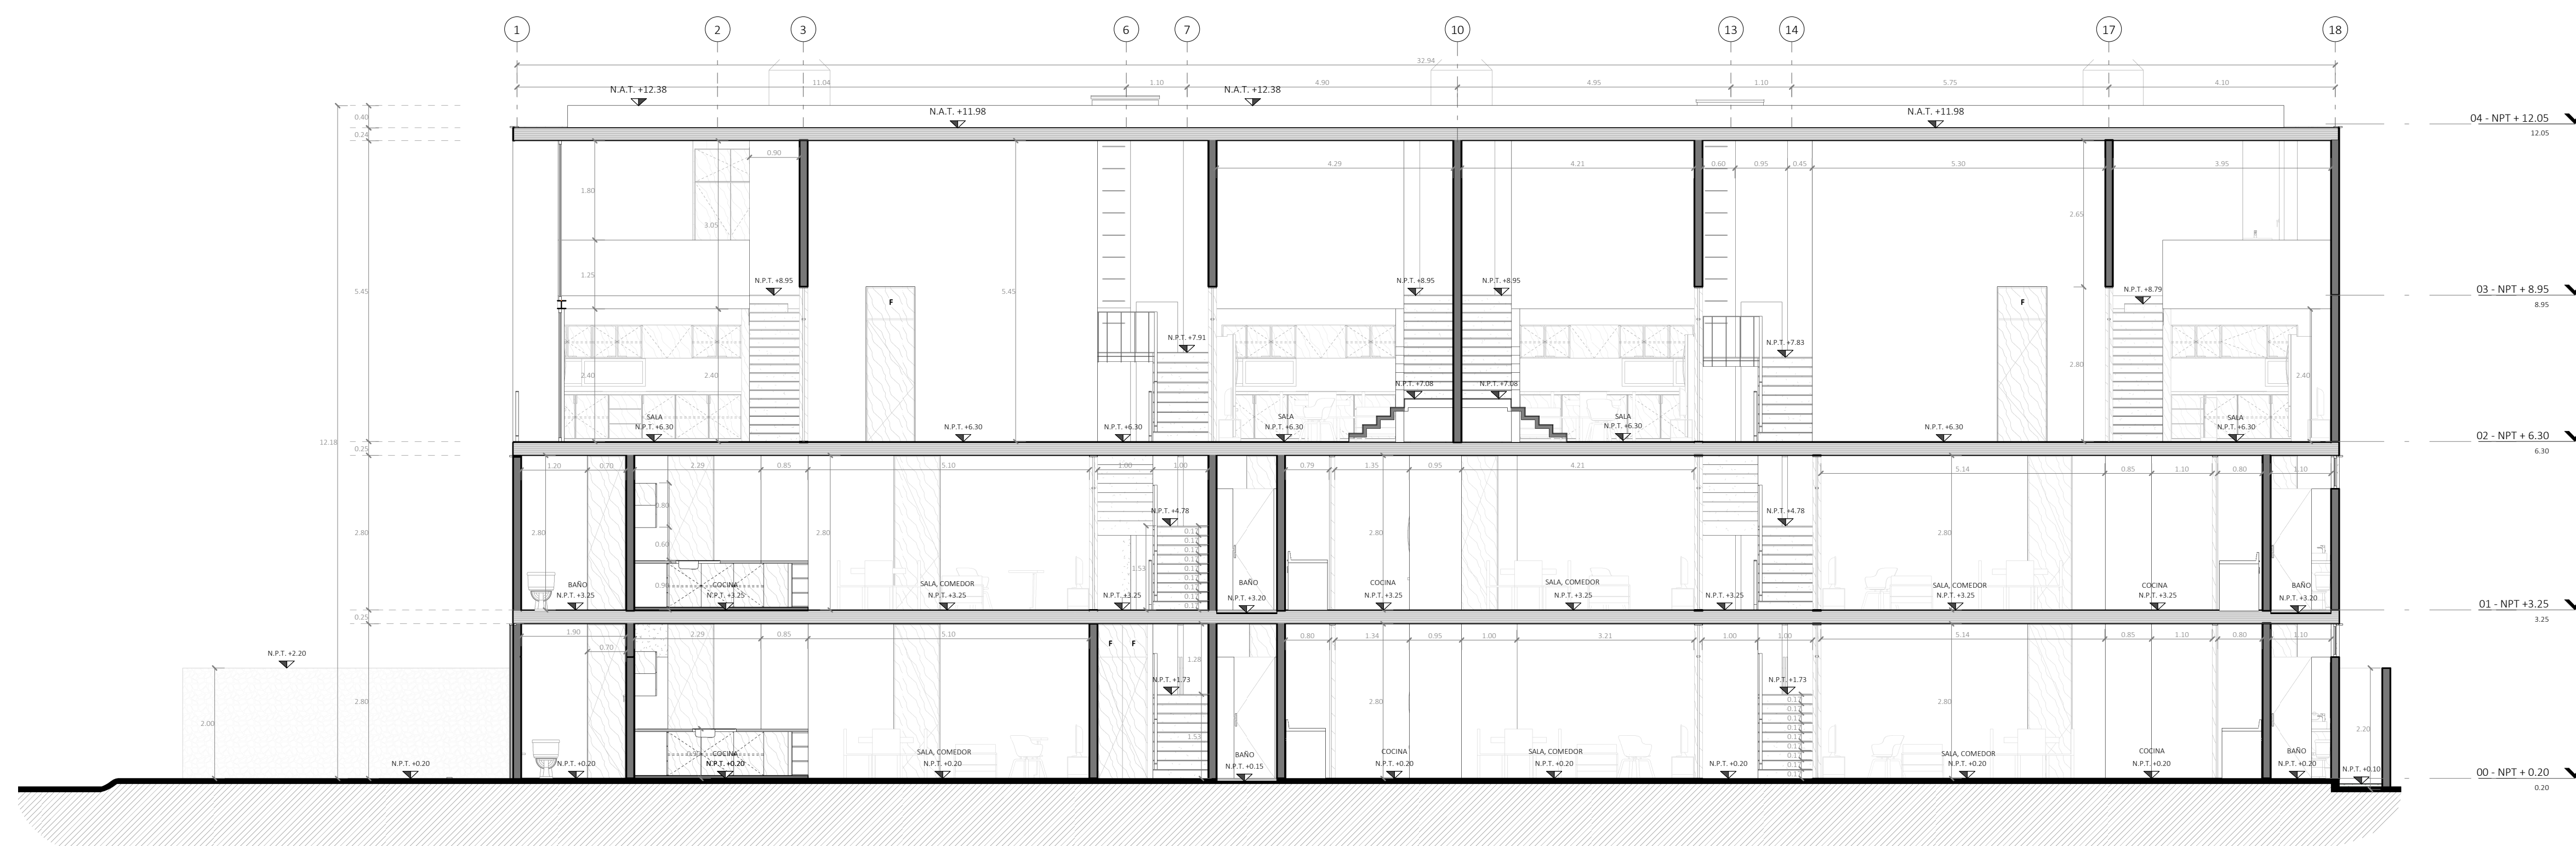 1 2 3 6 7 10 13 14 17 18
32.94
11.04 1.10 4.90 4.95 1.10 5.75 4.10
N.A.T. +12.38 N.A.T. +12.38
N.A.T. +11.98 N.A.T. +11.98
04 - NPT + 12.05
12.05
0.40
0.24
0.90 4.29 4.21 0.60 0.95 0.45 5.30 3.95
1.80
3.05
2.65
1.25
N.P.T. +8.95 N.P.T. +8.95 N.P.T. +8.95 N.P.T. +8.79
03 - NPT + 8.95
8.95
5.45 5.45
F F
N.P.T. +7.91 N.P.T. +7.83
2.40 2.40 2.80 2.40
N.P.T. +7.08 N.P.T. +7.08
SALA SALA SALA SALA
N.P.T. +6.30 N.P.T. +6.30 N.P.T. +6.30 N.P.T. +6.30 N.P.T. +6.30 N.P.T. +6.30 N.P.T. +6.30
02 - NPT + 6.30
6.30
12.18
0.25
1.20 0.70 2.29 0.85 5.10 1.00 1.00 0.79 1.35 0.95 4.21 5.14 0.85 1.10 0.80 1.10
0.80
N.P.T. +4.78 N.P.T. +4.78
2.80 2.80 2.80 2.80 2.80
0.60
1.53
0.90
BAÑO COCINA SALA, COMEDOR BAÑO COCINA SALA, COMEDOR SALA, COMEDOR COCINA BAÑO
N.P.T. +3.25 N.P.T. +3.25 N.P.T. +3.25 N.P.T. +3.25 N.P.T. +3.20 N.P.T. +3.25 N.P.T. +3.25 N.P.T. +3.25 N.P.T. +3.25 N.P.T. +3.25 N.P.T. +3.20
01 - NPT +3.25
3.25
0.25
1.90 2.29 0.85 5.10 0.80 1.34 0.95 1.00 3.21 1.00 1.00 5.14 0.85 1.10 0.80 1.10
0.70
F F
1.28
N.P.T. +2.20
N.P.T. +1.73 N.P.T. +1.73
2.80 2.80 2.80
2.00
1.53
2.20
COCINA SALA, COMEDOR BAÑO COCINA SALA, COMEDOR SALA, COMEDOR COCINA BAÑO
N.P.T. +0.20 N.P.T. +0.20 N.P.T. +0.20 N.P.T. +0.20 N.P.T. +0.15 N.P.T. +0.20 N.P.T. +0.20 N.P.T. +0.20 N.P.T. +0.20 N.P.T. +0.20 N.P.T. +0.20 N.P.T. +0.10
00 - NPT + 0.20
0.20